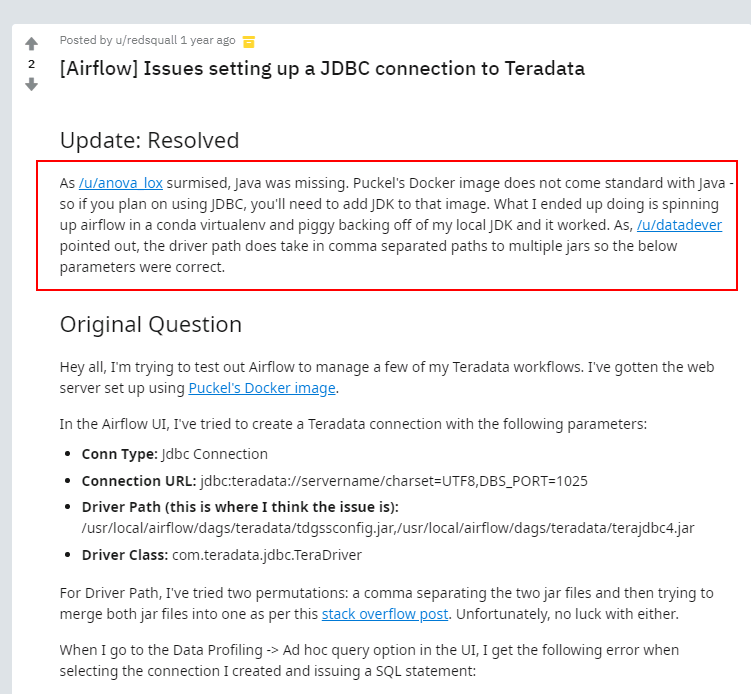 Posted by u/redsquall 1 year ago
2
[Airflow] Issues setting up a JDBC connection to Teradata
Update: Resolved
As /u/anova_lox surmised, Java was missing. Puckel's Docker image does not come standard with Java -
so if you plan on using JDBC, you'll need to add JDK to that image. What I ended up doing is spinning
up airflow in a conda virtualenv and piggy backing off of my local JDK and it worked. As, /u/datadever
pointed out, the driver path does take in comma separated paths to multiple jars so the below
parameters were correct.
Original Question
Hey all, I'm trying to test out Airflow to manage a few of my Teradata workflows. I've gotten the web
server set up using Puckel's Docker image.
In the Airflow UI, I've tried to create a Teradata connection with the following parameters:
• Conn Type: Jdbc Connection
• Connection URL: jdbc:teradata://servername/charset=UTF8,DBS_PORT=1025
• Driver Path (this is where I think the issue is):
/usr/local/airflow/dags/teradata/tdgssconfig.jar,/usr/local/airflow/dags/teradata/terajdbc4.jar
• Driver Class: com.teradata.jdbc.TeraDriver
For Driver Path, I've tried two permutations: a comma separating the two jar files and then trying to
merge both jar files into one as per this stack overflow post. Unfortunately, no luck with either.
When I go to the Data Profiling -> Ad hoc query option in the UI, I get the following error when
selecting the connection I created and issuing a SQL statement: